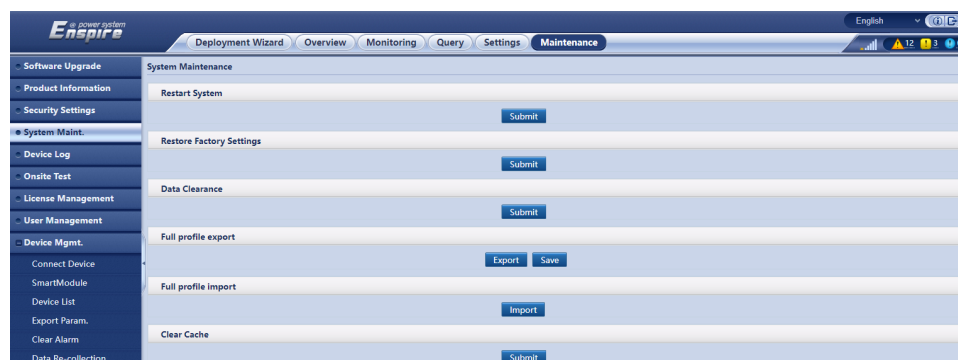 e power system
Enspire
English
Deployment Wizard Overview Monitoring Query Settings Maintenance
12 3
Software Upgrade
Product Information
Security Settings
System Maint.
Device Log
Onsite Test
License Management
User Management
Device Mgmt.
Connect Device
SmartModule
Device List
Export Param.
Clear Alarm
Data Re-collection
System Maintenance
Restart System
Submit
Restore Factory Settings
Submit
Data Clearance
Submit
Full profile export
Export Save
Full profile import
Import
Clear Cache
Submit